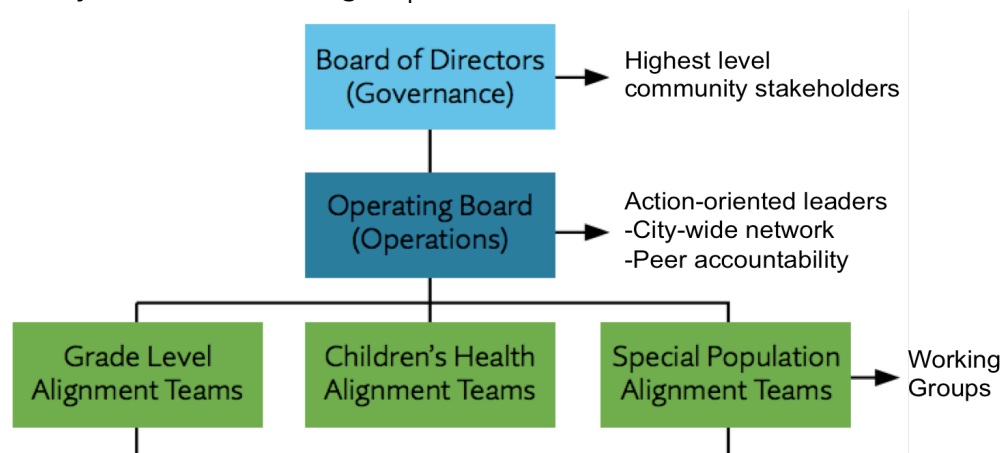 Board of Directors
(Governance)
Highest level
community stakeholders
Operating Board
(Operations)
Action-oriented leaders
-City-wide network
-Peer accountability
Grade Level
Alignment Teams
Children's Health
Alignment Teams
Special Population
Alignment Teams
Working
Groups